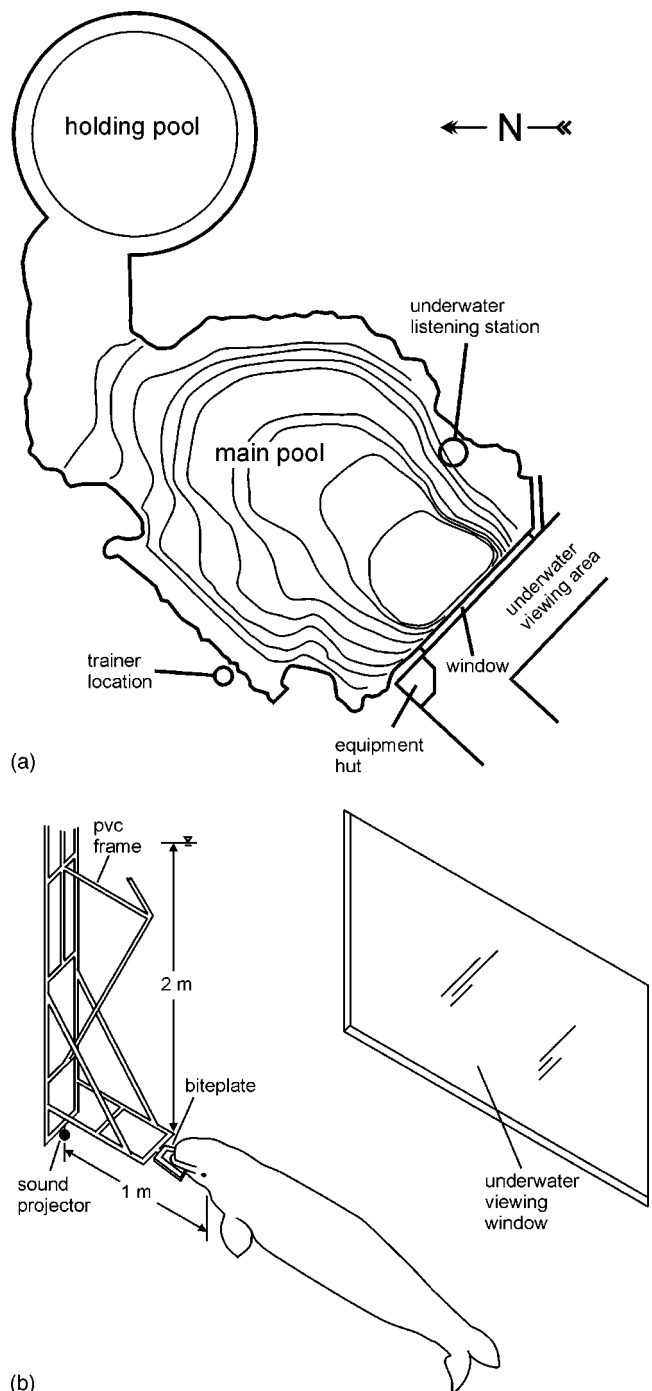 holding pool
N
underwater
listening station
main pool
underwater
viewing area
window
trainer
location
equipment
hut
(a)
pvc
frame
2 m
biteplate
sound
projector
1 m
underwater
viewing
window
(b)